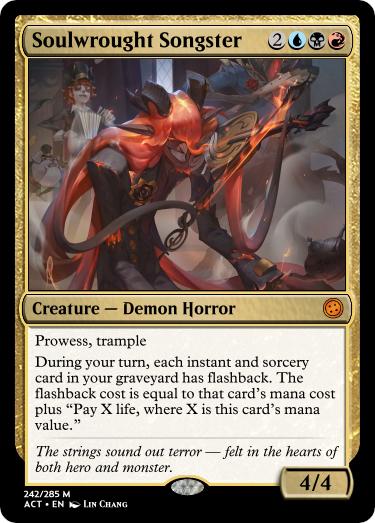 Soulwrought Songster 2
Creature — Demon Horror
Prowess, trample
During your turn, each instant and sorcery
card in your graveyard has flashback. The
flashback cost is equal to that card's mana cost
plus “Pay X life, where X is this card's mana
value.”
The strings sound out terror — felt in the hearts of
both hero and monster.
4/4
242/285 M
ACT • EN Lin Chang